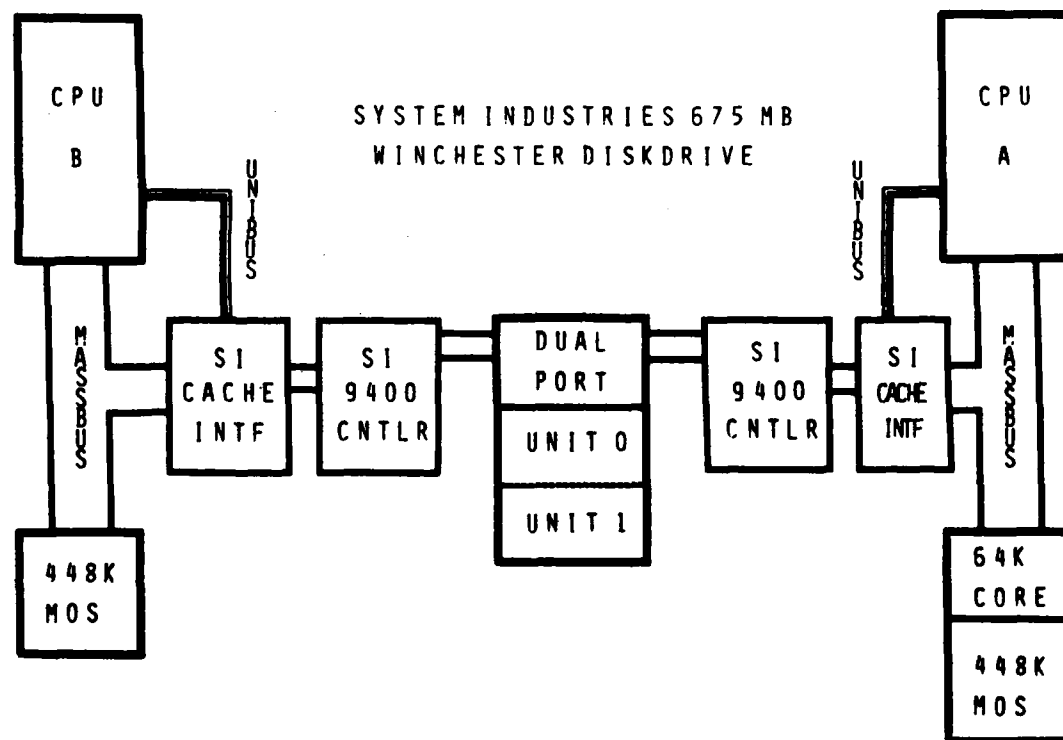 CPU
B
SYSTEM INDUSTRIES 675 MB
WINCHESTER DISKDRIVE
CPU
A
UNIBUS
UNIBUS
MASSBUS
SI
CACHE
INTF
SI
9400
CNTLR
DUAL
PORT
UNIT 0
UNIT 1
SI
9400
CNTLR
SI
CACHE
INTF
MASSBUS
448K
MOS
64K
CORE
448K
MOS